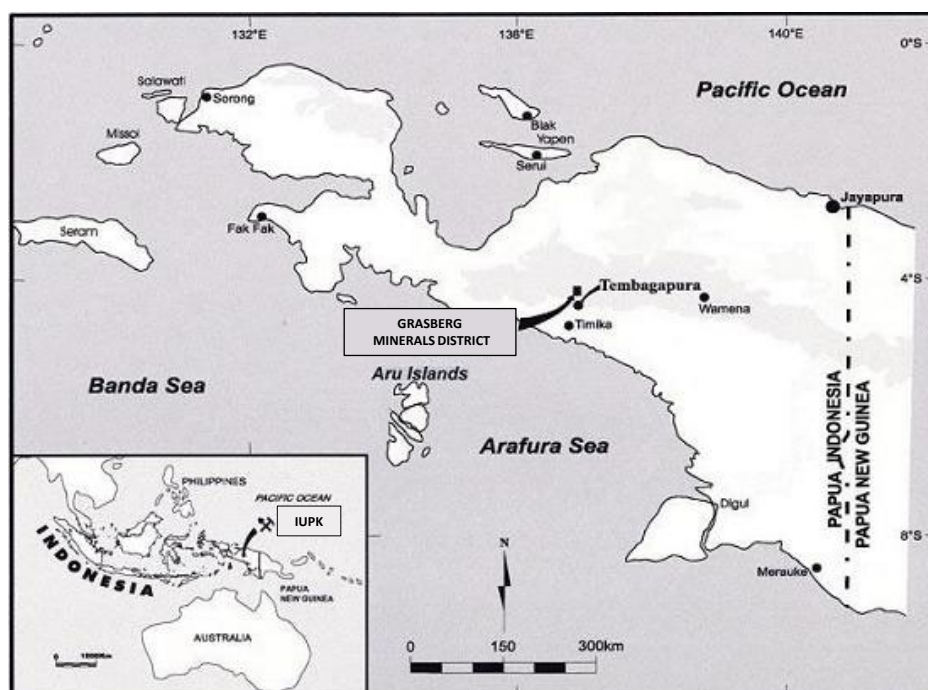 132°E
136°E
140°E
0°S
Pacific Ocean
Salawati
Sorong
Missol
Biak
Yapen
Serui
Jayapura
Fak Fak
Seram
4°S
Tembagapura
Wamena
GRASBERG
MINERALS DISTRICT
Timika
Aru Islands
Banda Sea
Arafura Sea
PAPUA, INDONESIA
PAPUA NEW GUINEA
Digul
N
8°S
Merauke
0 150 300km
PHILIPPINES
PACIFIC OCEAN
IUPK
INDONESIA
PAPUA
NEW GUINEA
AUSTRALIA
0 1000Km